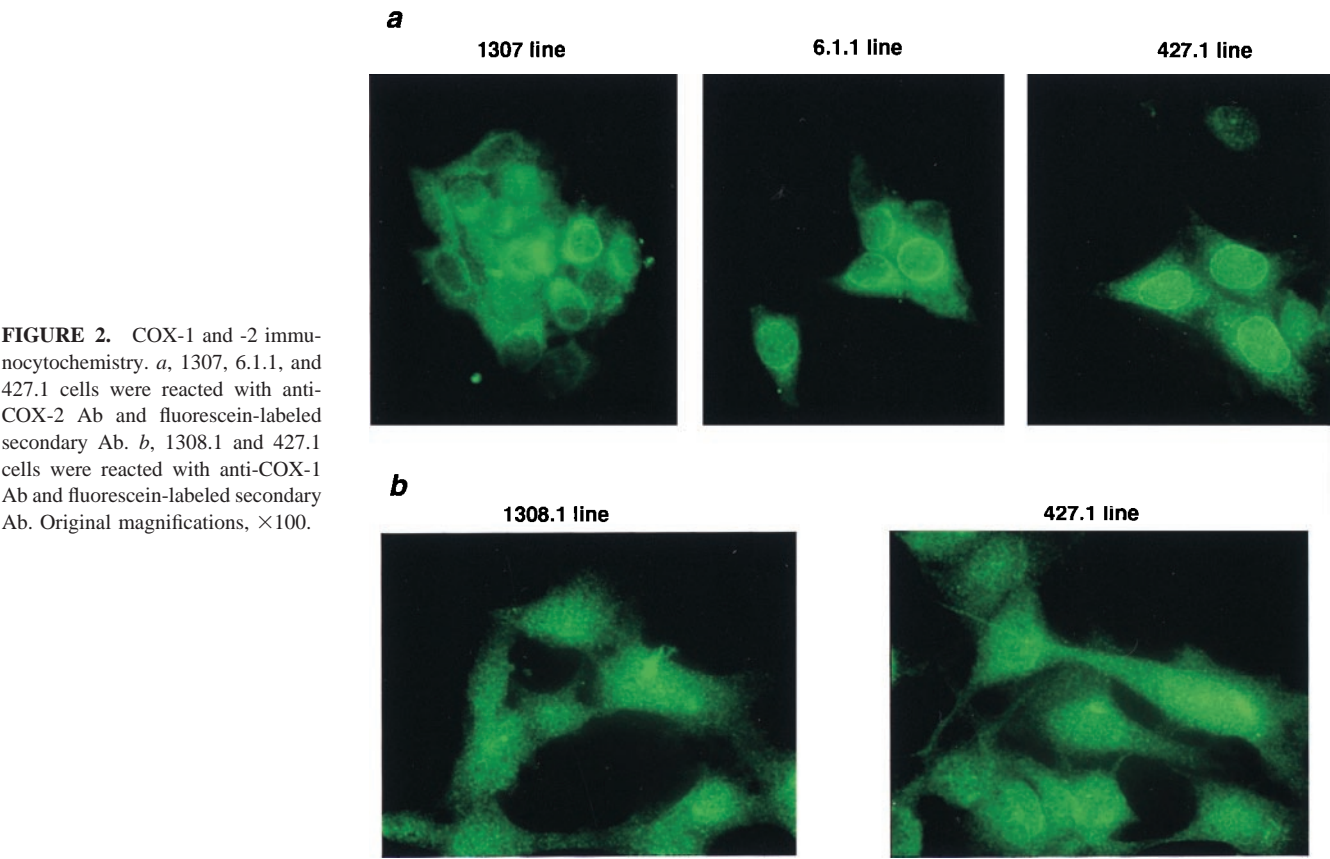 a
1307 line
6.1.1 line
427.1 line
FIGURE 2. COX-1 and -2 immu-
nocytochemistry. a, 1307, 6.1.1, and
427.1 cells were reacted with anti-
COX-2 Ab and fluorescein-labeled
secondary Ab. b, 1308.1 and 427.1
cells were reacted with anti-COX-1
Ab and fluorescein-labeled secondary
Ab. Original magnifications, ×100.
b
1308.1 line
427.1 line